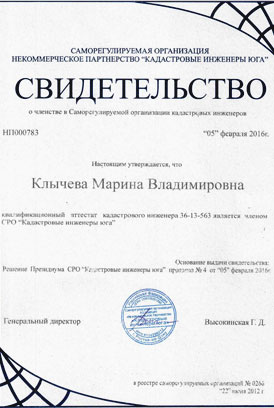 САМОРЕГУЛИРУЕМАЯ ОРГАНИЗАЦИЯ
НЕКОММЕРЧЕСКОЕ ПАРТНЕРСТВО "КАДАСТРОВЫЕ ИНЖЕНЕРЫ ЮГА"
СВИДЕТЕЛЬСТВО
о членстве в Саморегулируемой организации кадастровых инженеров
НП000783 "05" февраля 2016г.
Настоящим утверждается, что
Клычева Марина Владимировна
квалификационный аттестат кадастрового инженера 36-13-563 является членом
СРО "Кадастровые инженеры юга"
Основание выдачи свидетельства:
Решение Президиума СРО "Кадастровые инженеры юга" протокол № 4 от "05" февраля 2016г
Генеральный директор Высокинская Г. Д.
в реестре саморегулируемых организаций № 0266
"22" июня 2012 г